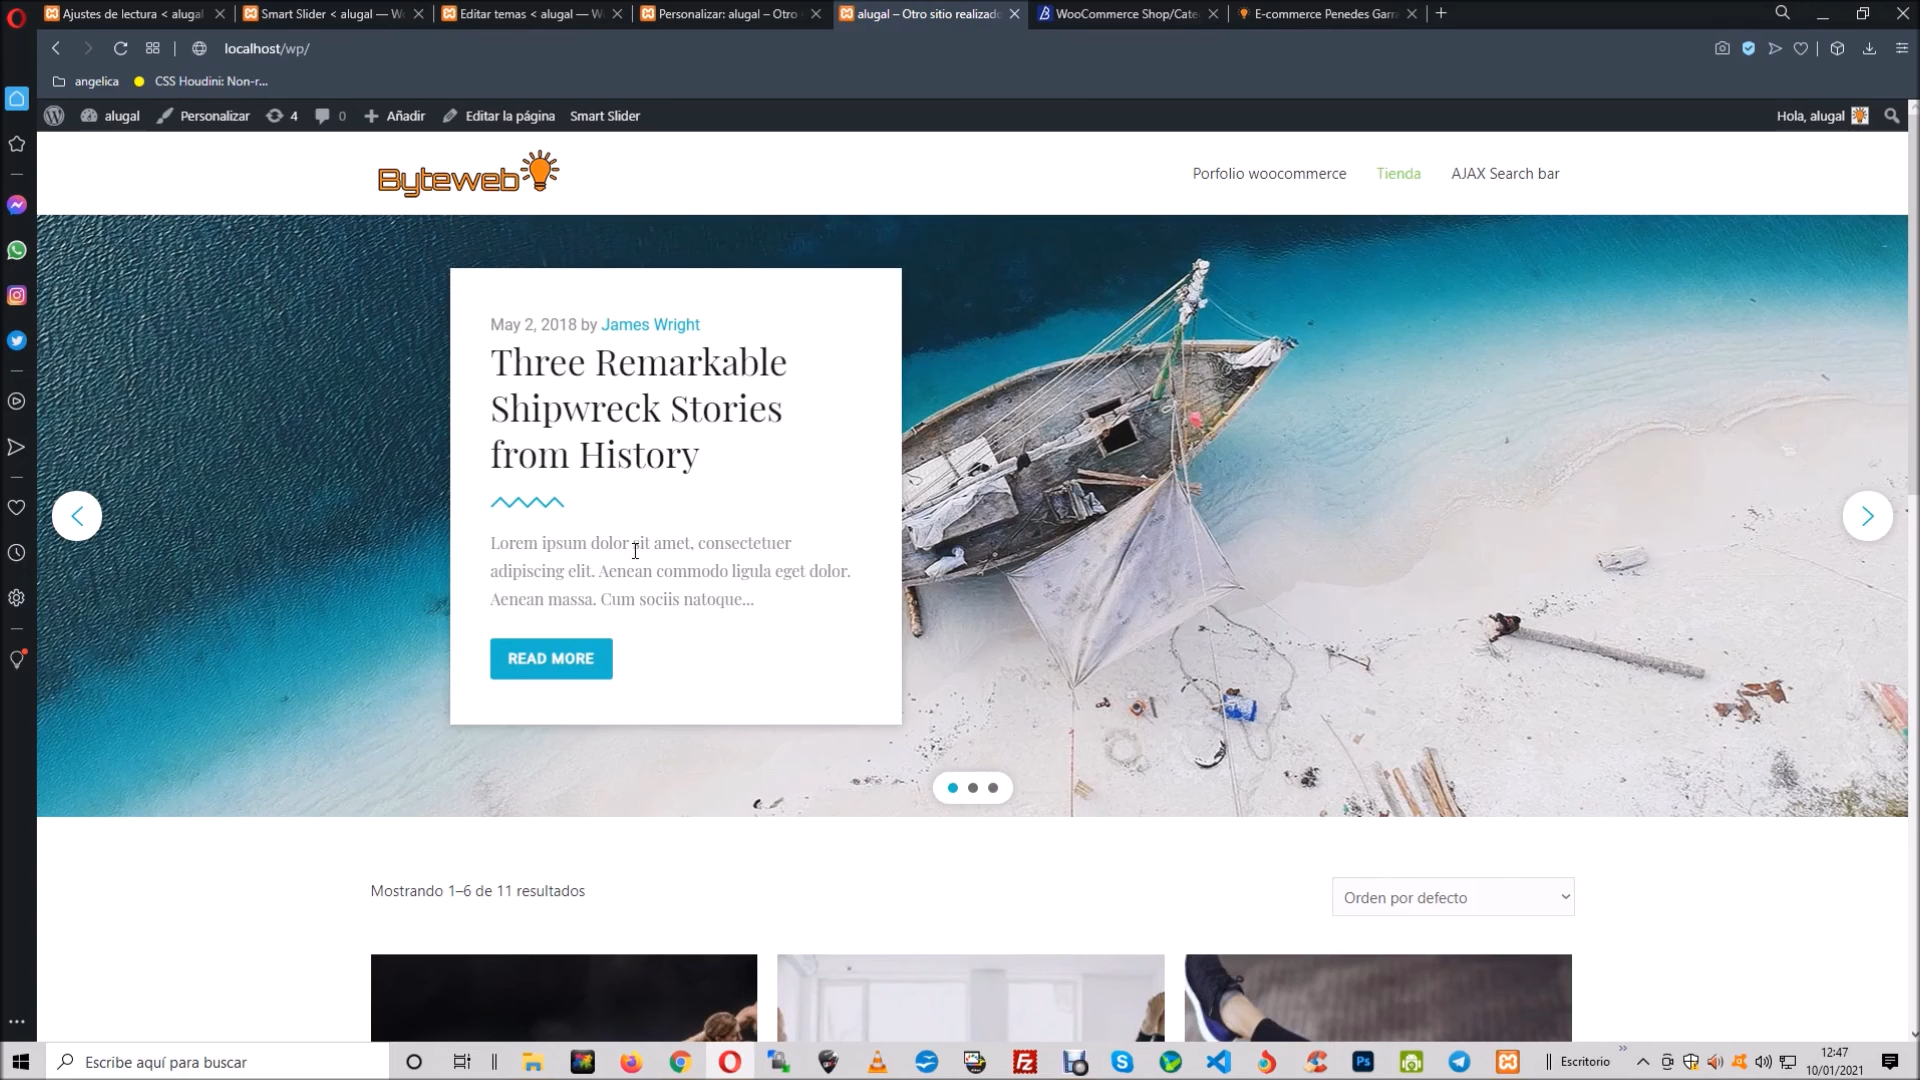 Ajustes de lectura < alugal
Smart Slider < alugal — W
Editar temas < alugal — W
Personalizar: alugal – Otro
alugal – Otro sitio realizado
WooCommerce Shop/Cate
E-commerce Penedes Garra
localhost/wp/
angelica
CSS Houdini: Non-r...
alugal
Personalizar
4
0
Añadir
Editar la página
Smart Slider
Hola, alugal
Byteweb
Porfolio woocommerce
Tienda
AJAX Search bar
May 2, 2018 by James Wright
Three Remarkable
Shipwreck Stories
from History
Lorem ipsum dolor sit amet, consectetuer
adipiscing elit. Aenean commodo ligula eget dolor.
Aenean massa. Cum sociis natoque...
READ MORE
Mostrando 1–6 de 11 resultados
Orden por defecto
Escribe aquí para buscar
Escritorio
12:47
10/01/2021